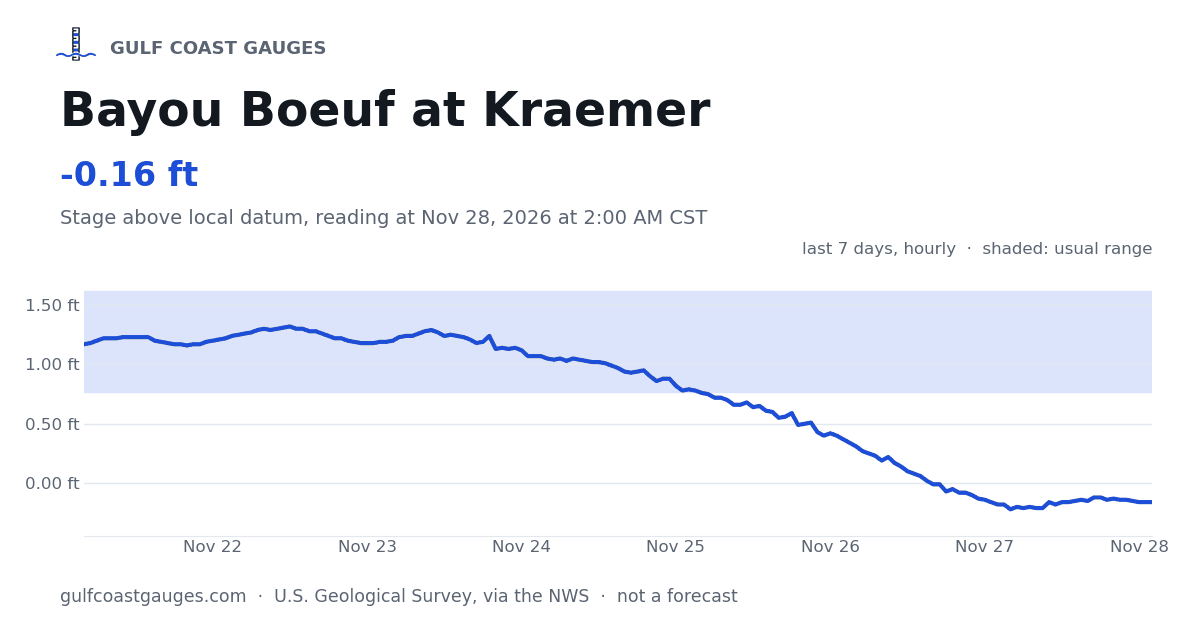 GULF COAST GAUGES
Bayou Boeuf at Kraemer
-0.16 ft
Stage above local datum, reading at Nov 28, 2026 at 2:00 AM CST
last 7 days, hourly · shaded: usual range
1.50 ft
1.00 ft
0.50 ft
0.00 ft
Nov 22 Nov 23 Nov 24 Nov 25 Nov 26 Nov 27 Nov 28
gulfcoastgauges.com · U.S. Geological Survey, via the NWS · not a forecast